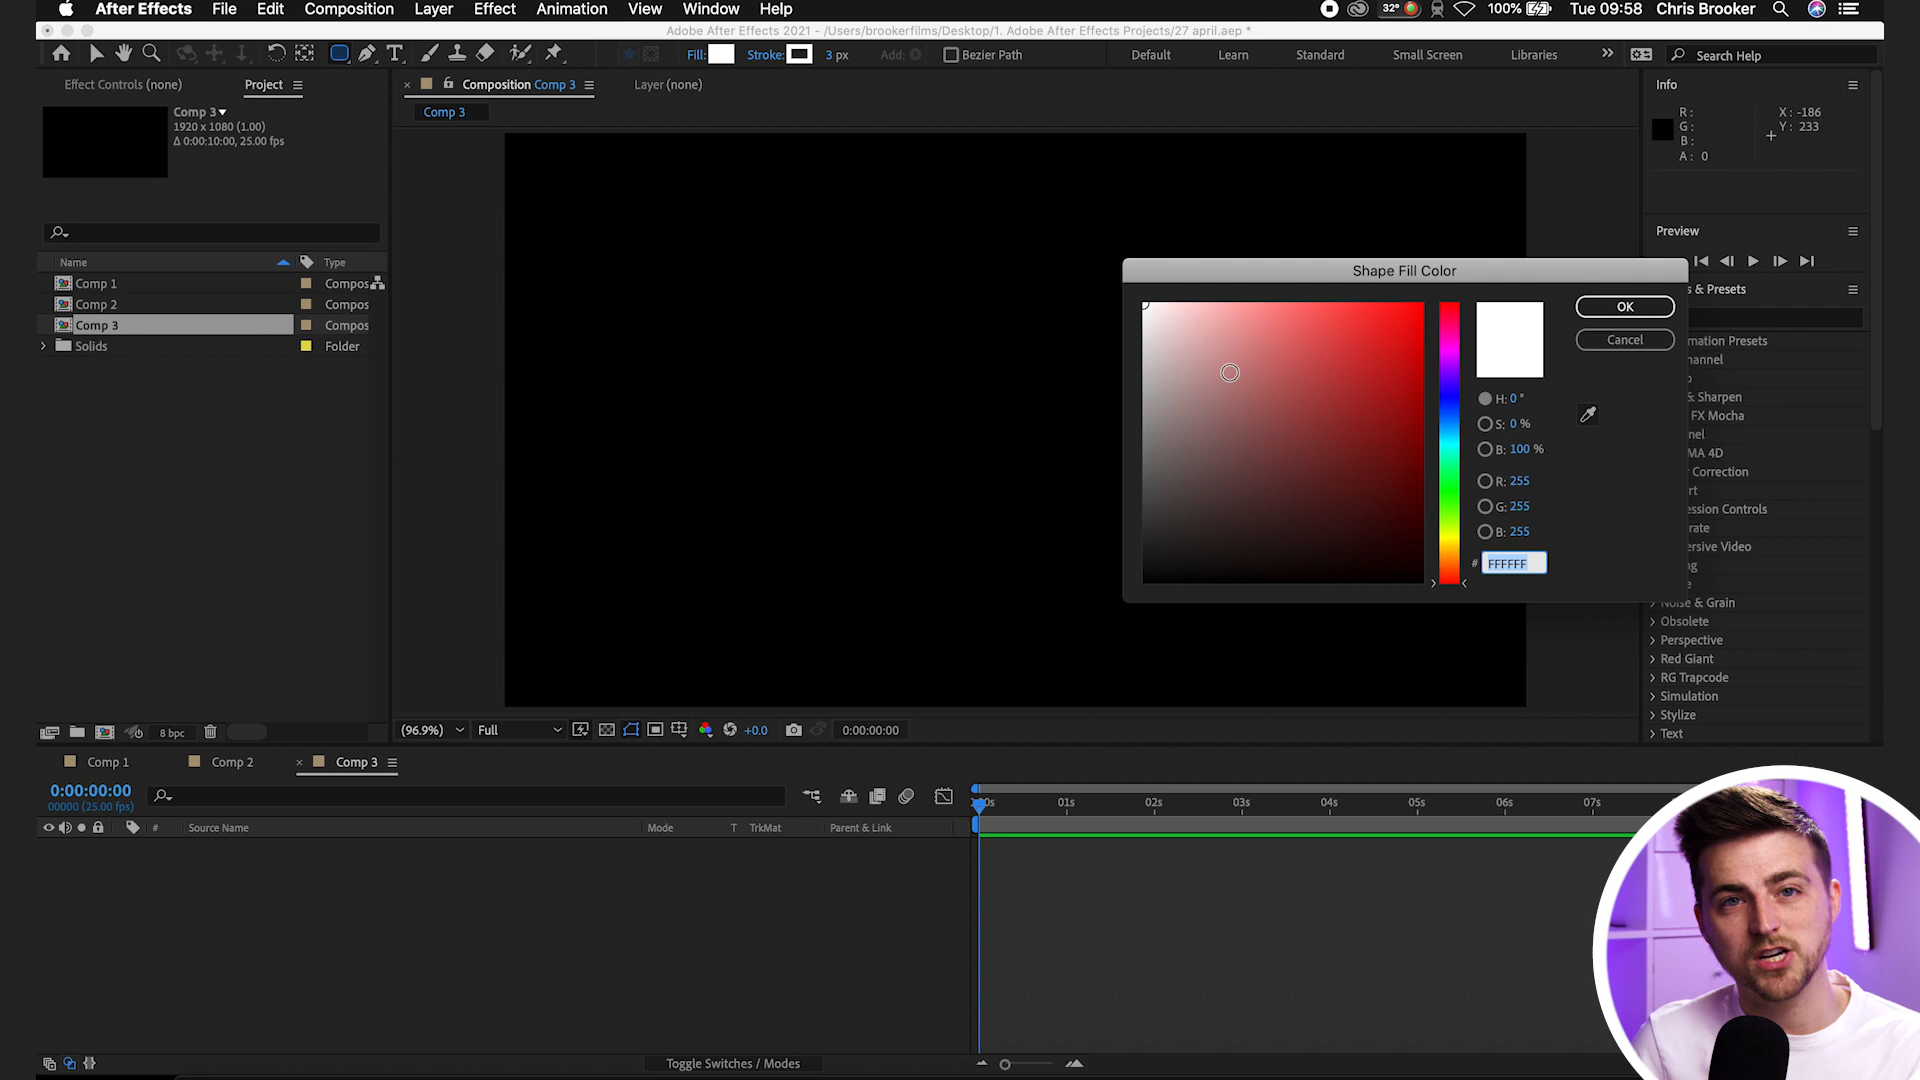 After Effects File Edit Composition Layer Effect Animation View Window Help 32° 100% Tue 09:58 Chris Brooker
Adobe After Effects 2021 - /Users/brookerfilms/Desktop/1. Adobe After Effects Projects/27 april.aep *
Fill: Stroke: 3 px Add: Bezier Path Default Learn Standard Small Screen Libraries Search Help
Effect Controls (none) Project Composition Comp 3 Layer (none) Info
Comp 3
Comp 3
1920 x 1080 (1.00)
Δ 0:00:10:00, 25.00 fps
R:
G:
B:
A: 0
X: -186
Y: 233
Preview
Name Type
Comp 1 Compos
Comp 2 Compos
Comp 3 Compos
Solids Folder
Shape Fill Color
OK
Cancel
H: 0 °
S: 0 %
B: 100 %
R: 255
G: 255
B: 255
# FFFFFF
s & Presets
mation Presets
annel
o
& Sharpen
FX Mocha
nel
MA 4D
r Correction
rt
ession Controls
erate
ersive Video
ng
e
Noise & Grain
Obsolete
Perspective
Red Giant
RG Trapcode
Simulation
Stylize
Text
8 bpc
(96.9%) Full +0.0 0:00:00:00
Comp 1 Comp 2 Comp 3
0:00:00:00
00000 (25.00 fps)
01s 02s 03s 04s 05s 06s 07s
# Source Name Mode T TrkMat Parent & Link
Toggle Switches / Modes